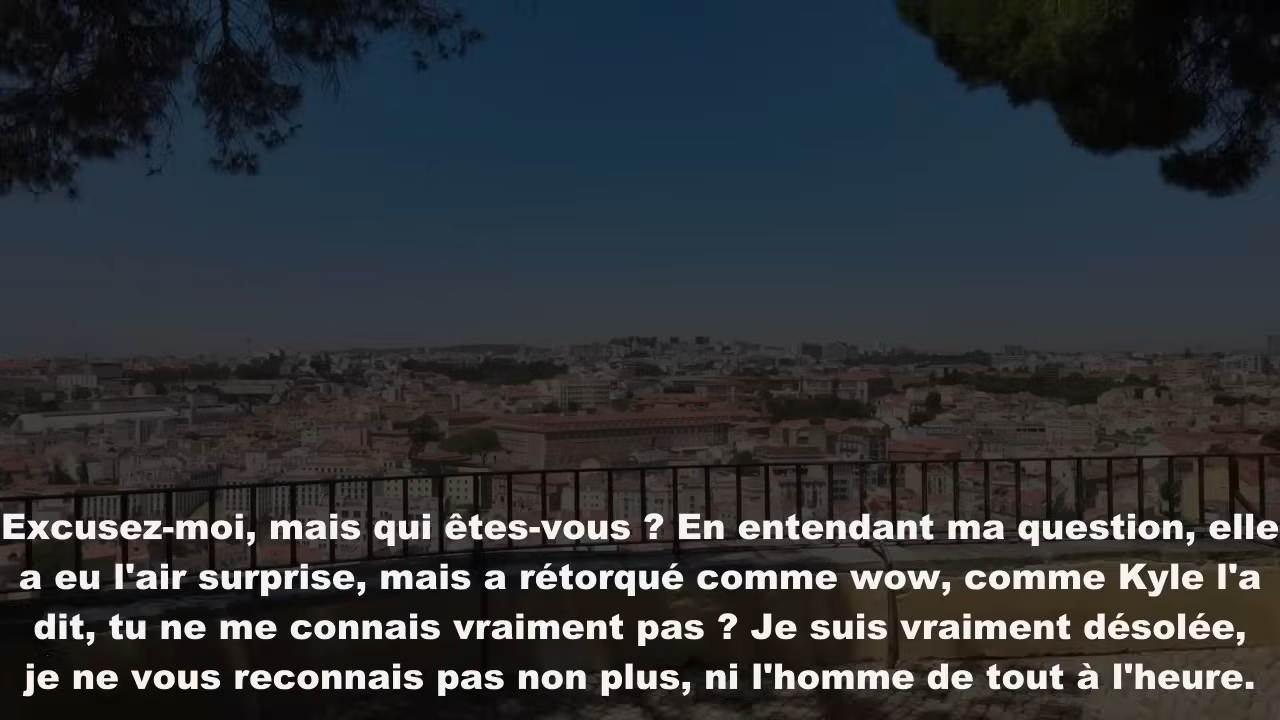 Excusez-moi, mais qui êtes-vous ? En entendant ma question, elle
a eu l'air surprise, mais a rétorqué comme wow, comme Kyle l'a
dit, tu ne me connais vraiment pas ? Je suis vraiment désolée,
je ne vous reconnais pas non plus, ni l'homme de tout à l'heure.